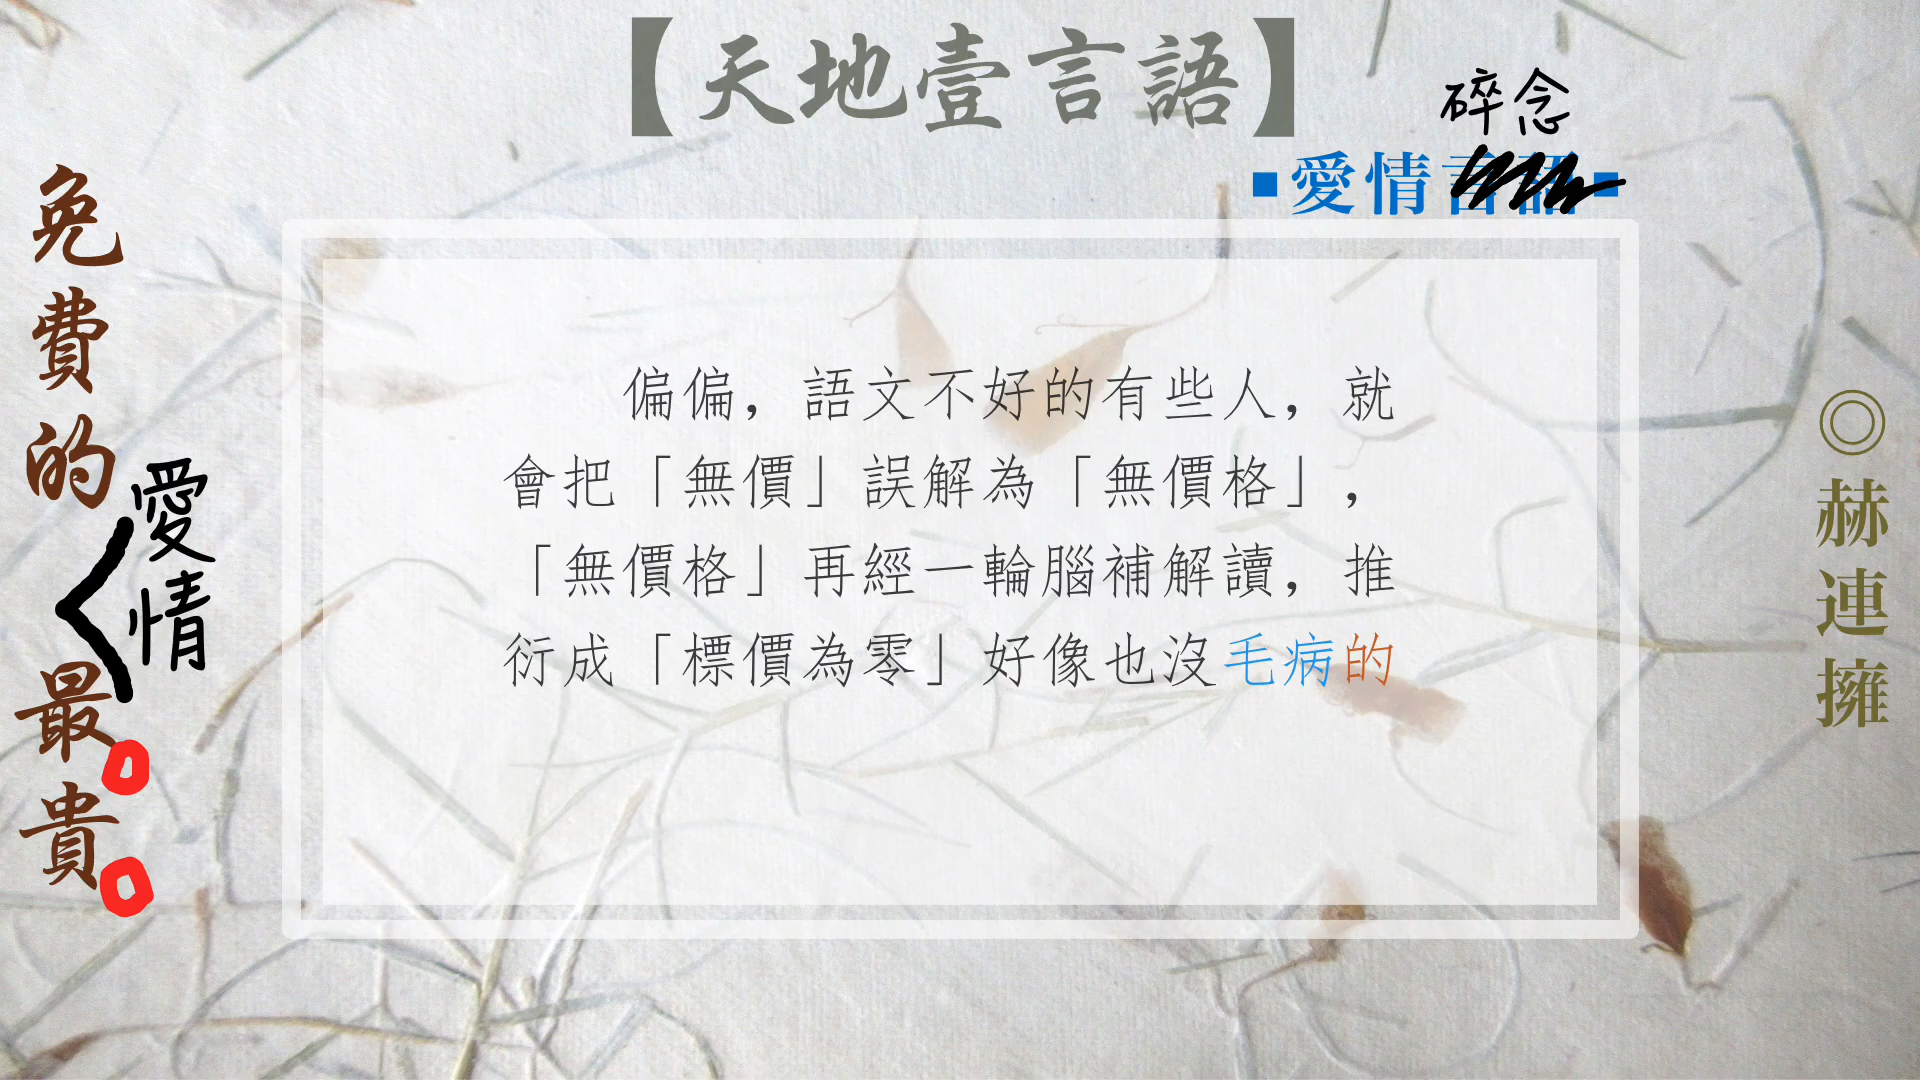 【天地壹言語】
碎念
▪愛情言語▪
免費的最貴
愛情
偏偏，語文不好的有些人，就
會把「無價」誤解為「無價格」，
「無價格」再經一輪腦補解讀，推
衍成「標價為零」好像也沒毛病的
◎赫連擁